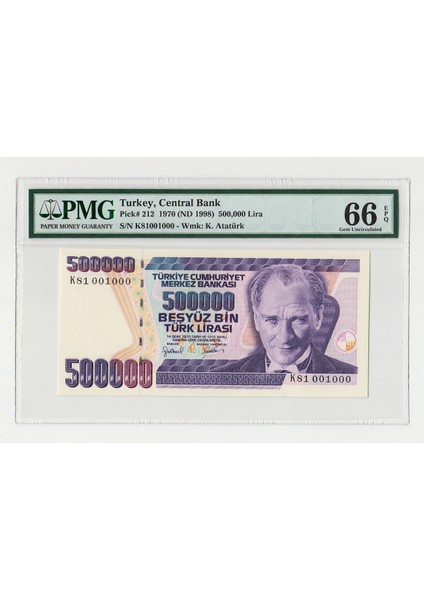 PMG
PAPER MONEY GUARANTY
Turkey, Central Bank
Pick# 212 1970 (ND 1998) 500,000 Lira
S/N K81001000 - Wmk: K. Atatürk
66 EPQ
Gem Uncirculated
500000
K81 001000
TÜRKİYE CUMHURİYET
MERKEZ BANKASI
500000
BEŞYÜZ BİN
TÜRK LİRASI
500000
K81 001000